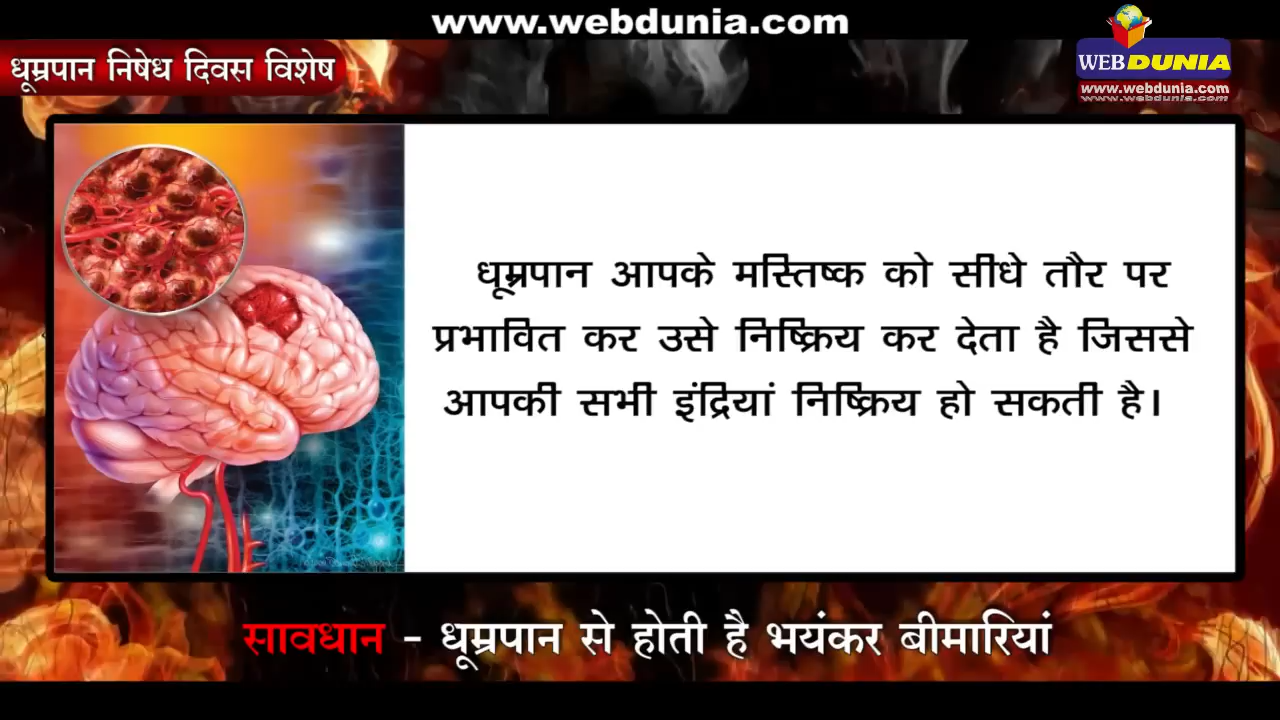 www.webdunia.com
धूम्रपान निषेध दिवस विशेष
WEBDUNIA
www.webdunia.com
धूम्रपान आपके मस्तिष्क को सीधे तौर पर
प्रभावित कर उसे निष्क्रिय कर देता है जिससे
आपकी सभी इंद्रियां निष्क्रिय हो सकती है।
सावधान - धूम्रपान से होती है भयंकर बीमारियां